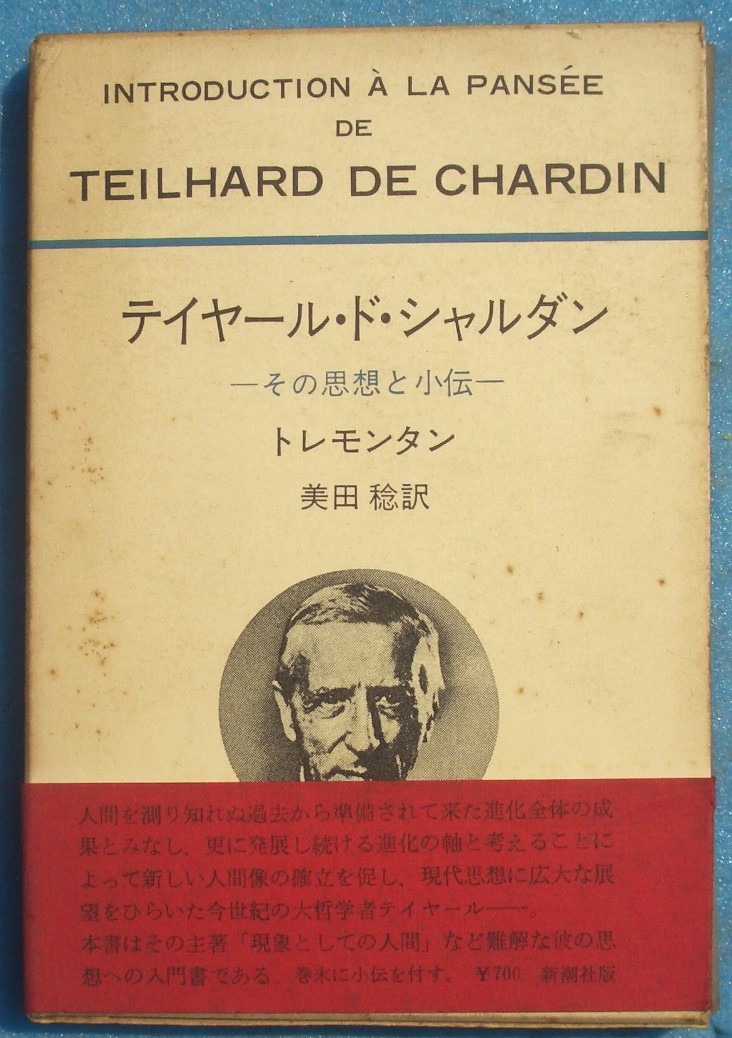 INTRODUCTION À LA PANSÉE
DE
TEILHARD DE CHARDIN
テイヤール・ド・シャルダン
―その思想と小伝―
トレモンタン
美田 稔訳
人間を測り知れぬ過去から準備されて来た進化全体の成
果とみなし、更に発展し続ける進化の軸と考えることに
よって新しい人間像の確立を促し、現代思想に広大な展
望をひらいた今世紀の大哲学者テイヤール――。
本書はその主著「現象としての人間」など難解な彼の思
想への入門書である 巻末に小伝を付す。 ¥700 新潮社版